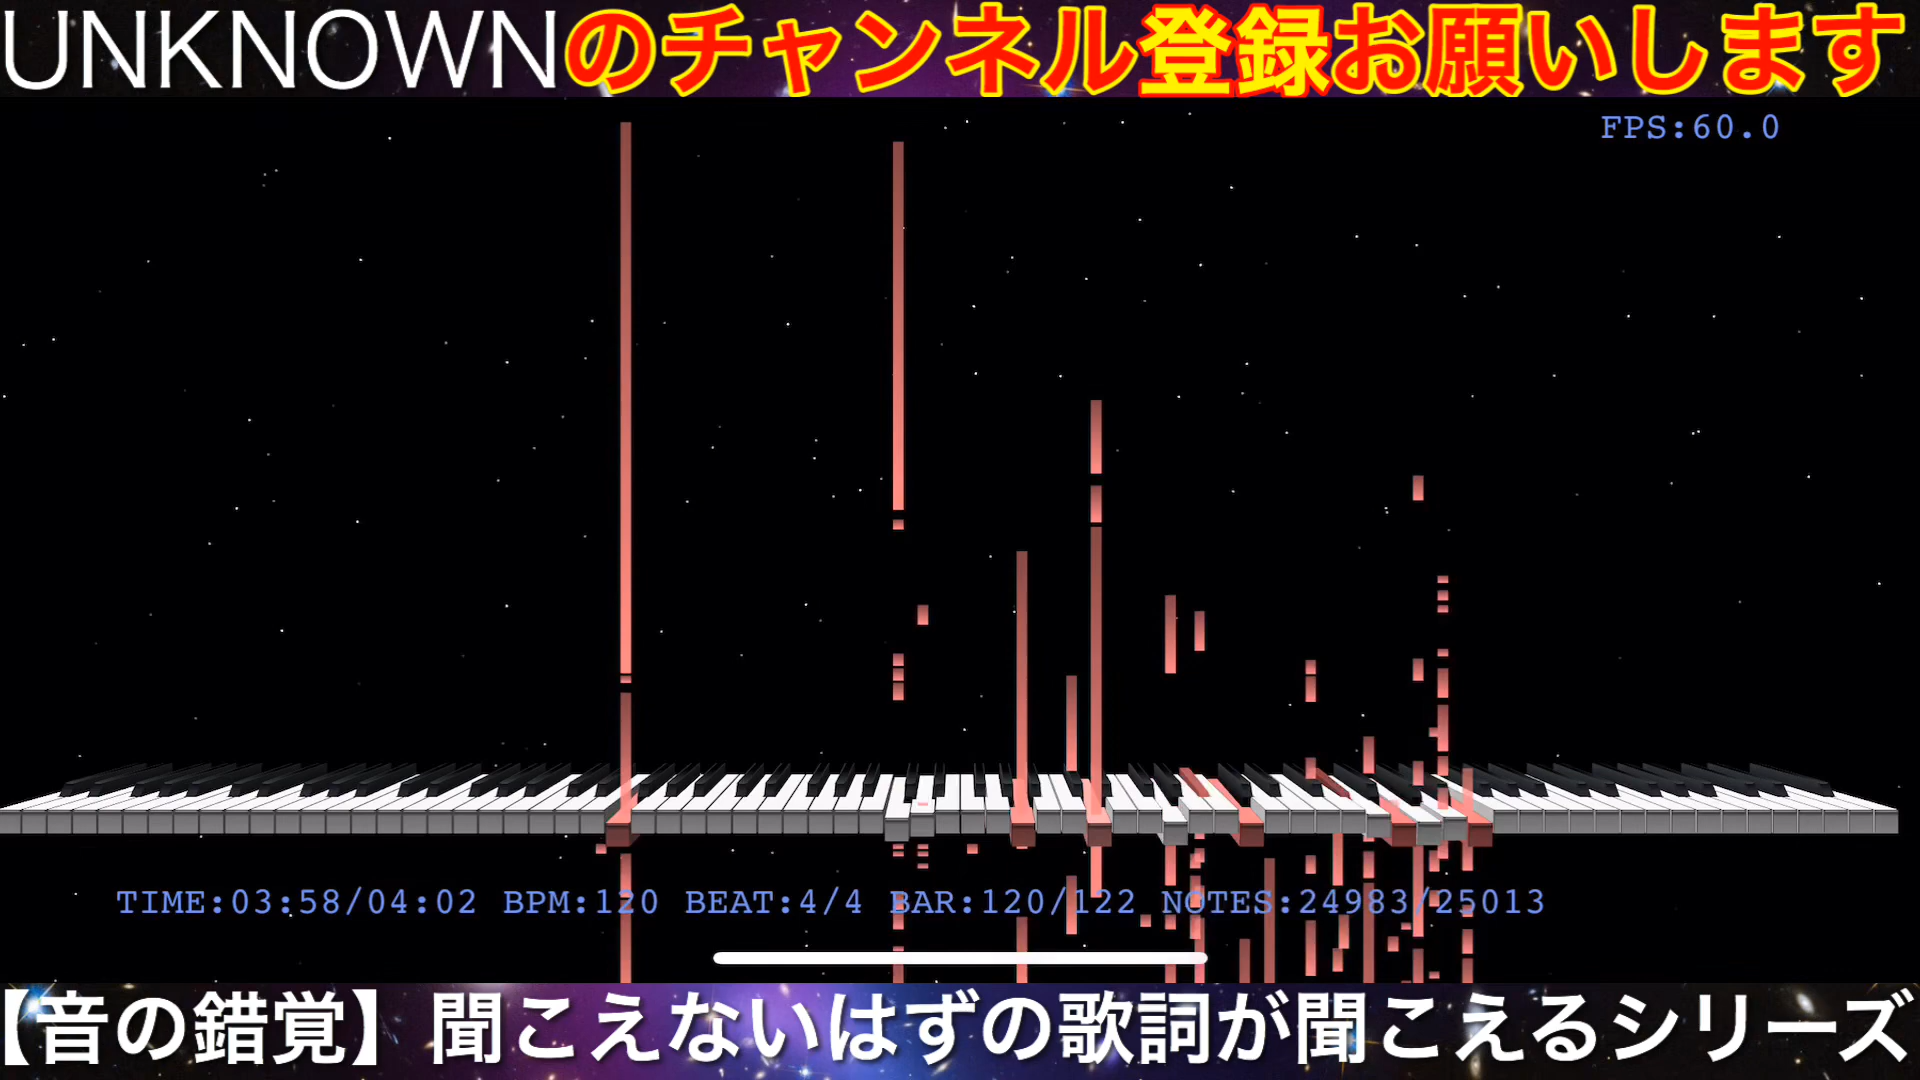 UNKNOWNのチャンネル登録お願いします
FPS:60.0
TIME:03:58/04:02 BPM:120 BEAT:4/4 BAR:120/122 NOTES:24983/25013
【音の錯覚】聞こえないはずの歌詞が聞こえるシリーズ